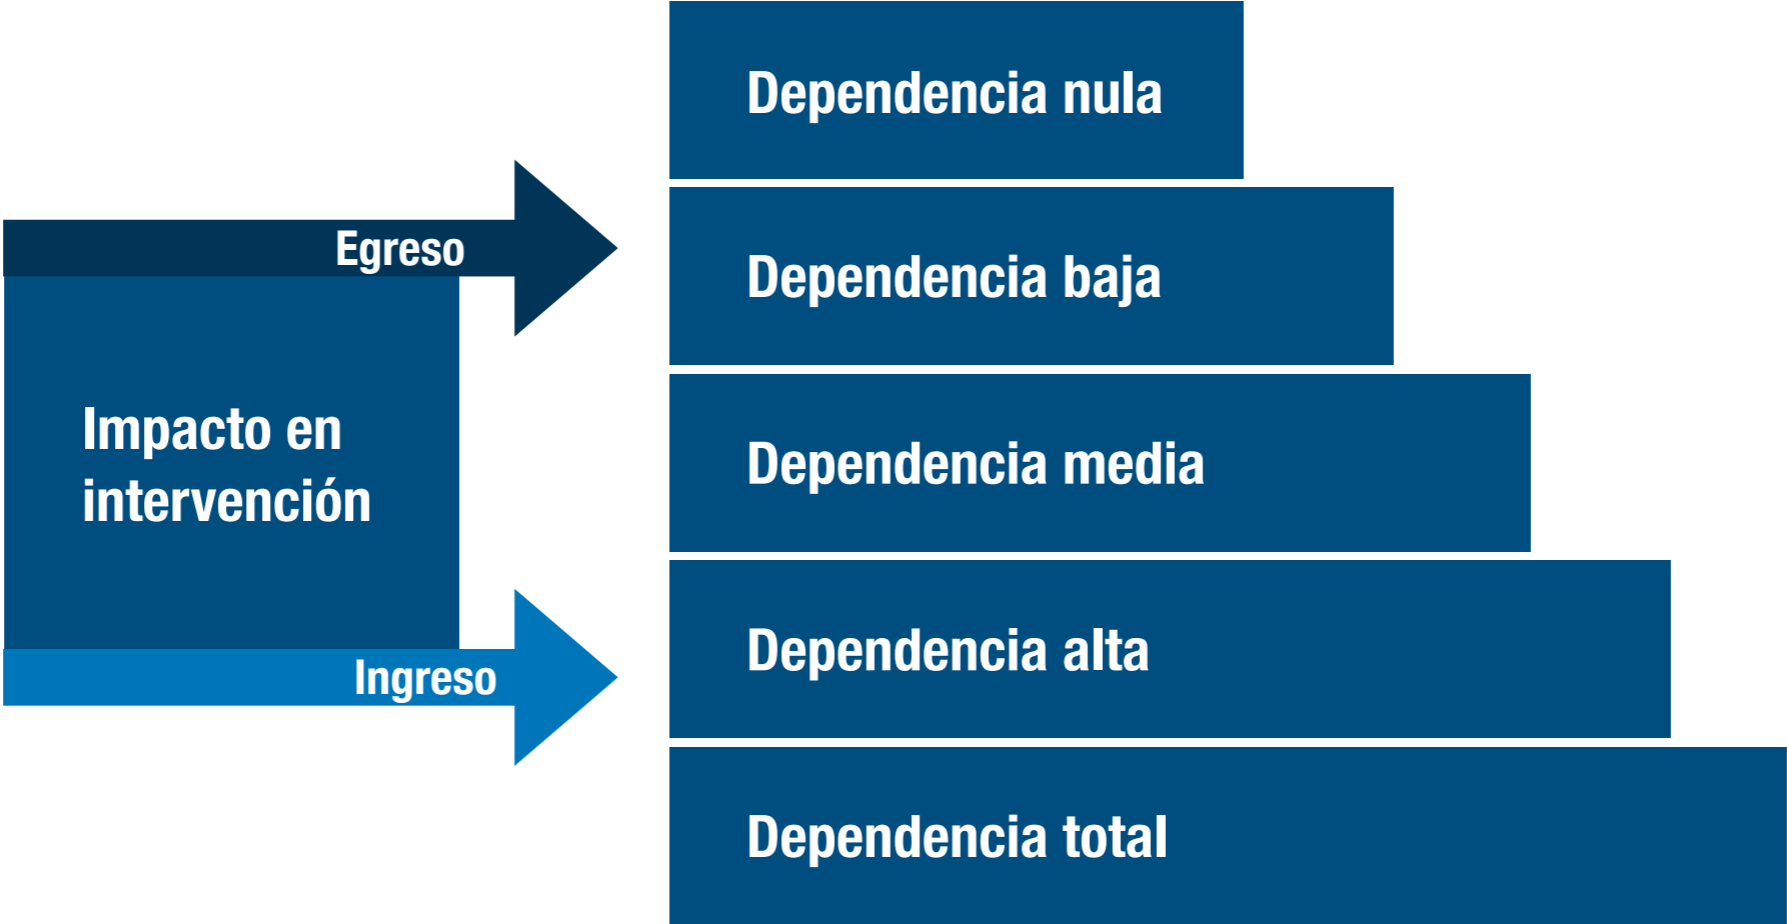 Egreso
Impacto en
intervención
Ingreso
Dependencia nula
Dependencia baja
Dependencia media
Dependencia alta
Dependencia total